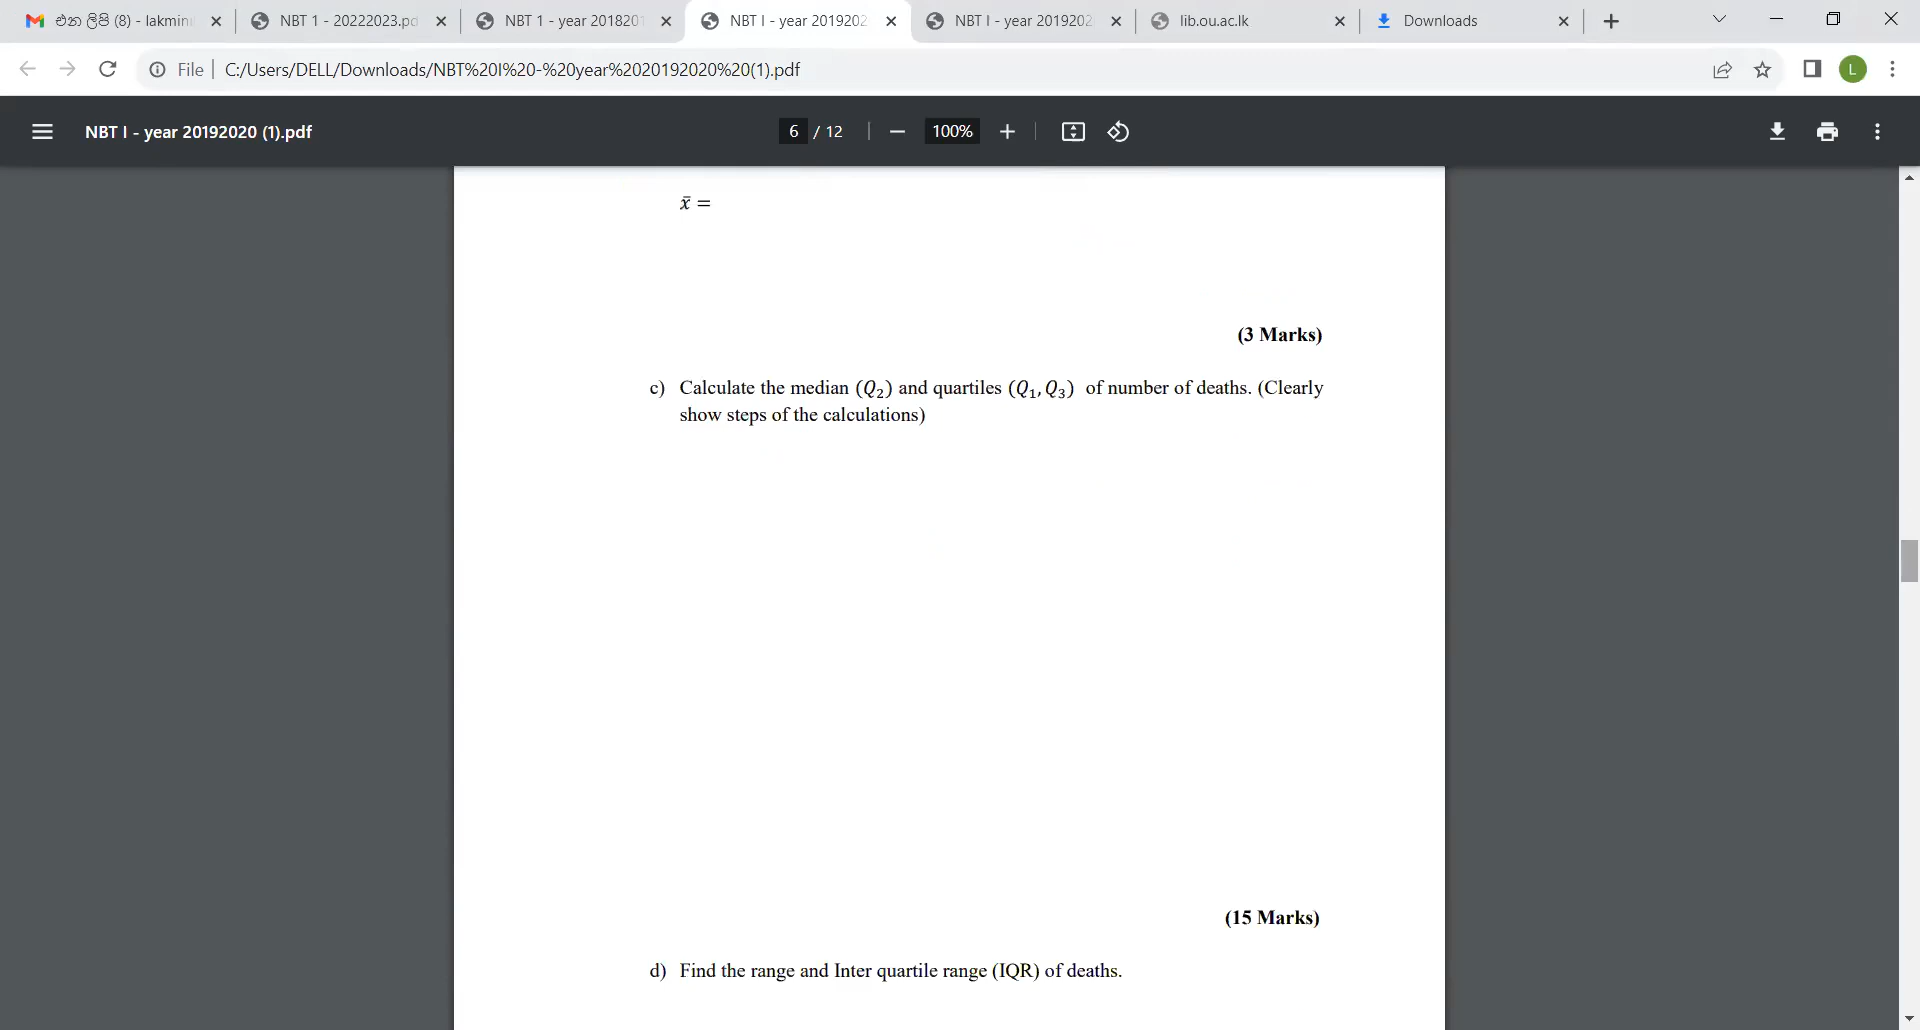 එන ලිපි (8) - lakmin
NBT 1 - 20222023.pd
NBT 1 - year 201820
NBT I - year 201920
NBT I - year 201920
lib.ou.ac.lk
Downloads
File
C:/Users/DELL/Downloads/NBT%20I%20-%20year%2020192020%20(1).pdf
L
NBT I - year 20192020 (1).pdf
6 / 12
100%
x̄ =
(3 Marks)
c) Calculate the median (Q₂) and quartiles (Q₁, Q₃) of number of deaths. (Clearly
show steps of the calculations)
(15 Marks)
d) Find the range and Inter quartile range (IQR) of deaths.